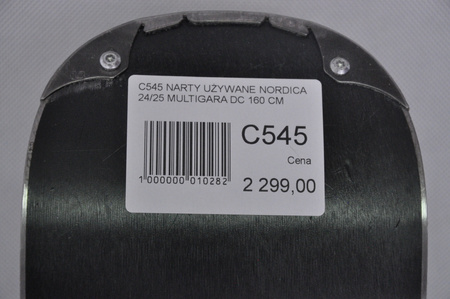 C545 NARTY UŻYWANE NORDICA
24/25 MULTIGARA DC 160 CM
C545
Cena
1 000000 010282
2 299,00